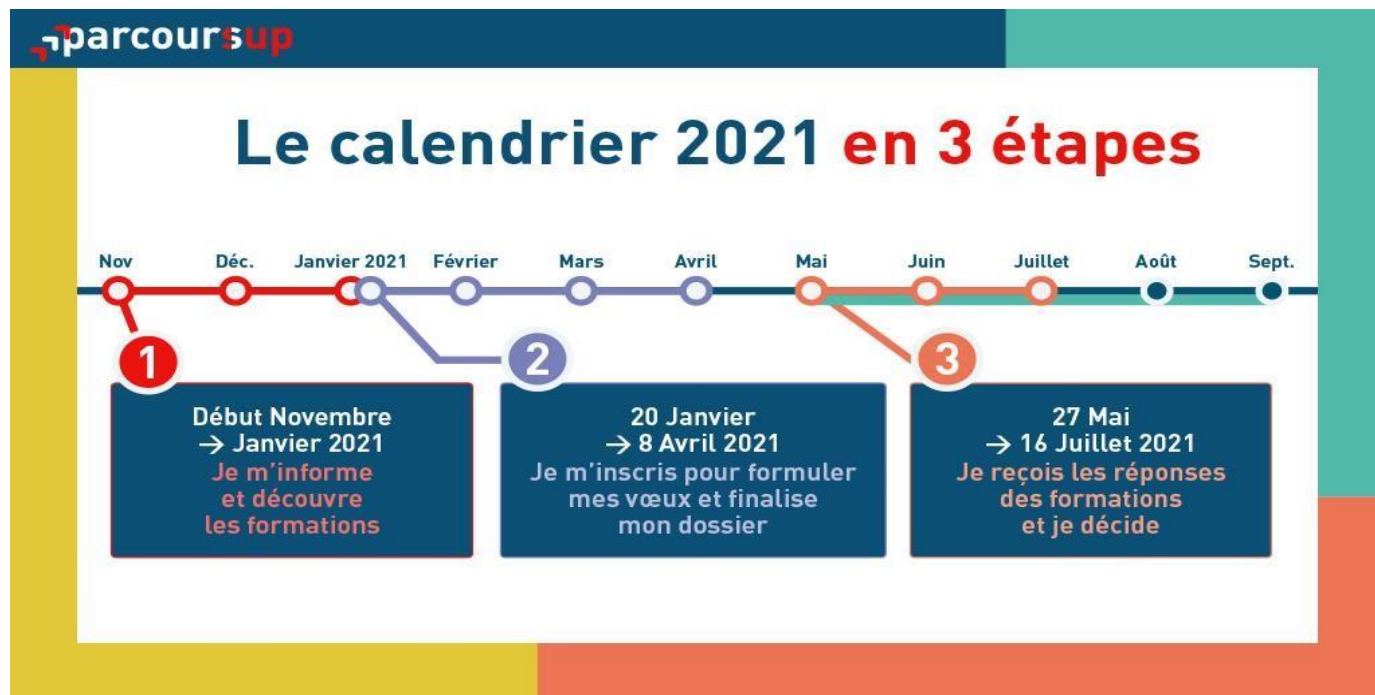 parcoursup
Le calendrier 2021 en 3 étapes
Nov Déc. Janvier 2021 Février Mars Avril Mai Juin Juillet Août Sept.
1
Début Novembre
→ Janvier 2021
Je m'informe
et découvre
les formations
2
20 Janvier
→ 8 Avril 2021
Je m'inscris pour formuler
mes vœux et finalise
mon dossier
3
27 Mai
→ 16 Juillet 2021
Je reçois les réponses
des formations
et je décide